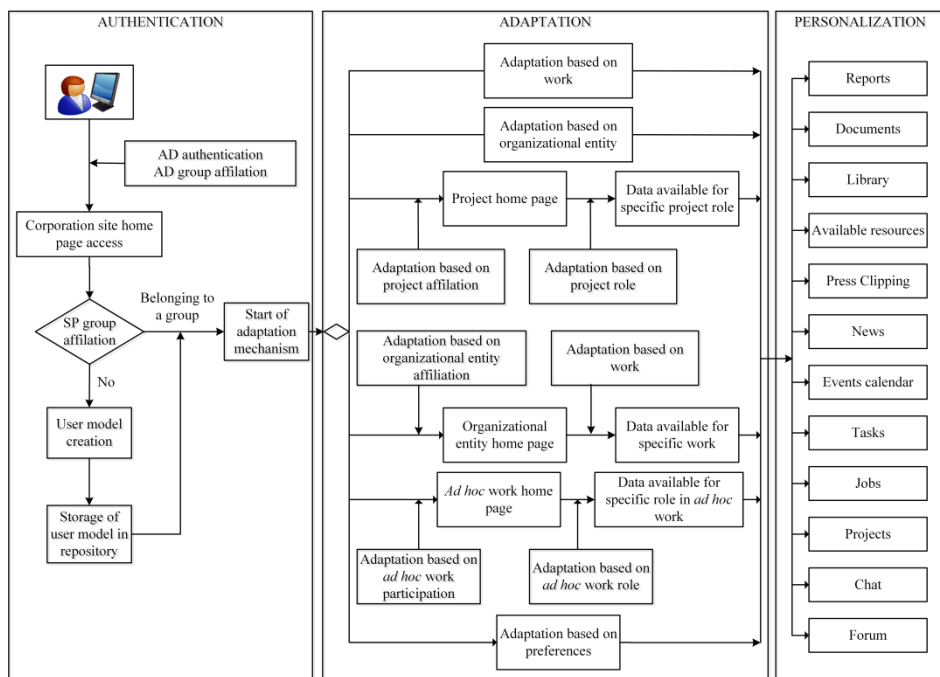 AUTHENTICATION
AD authentication
AD group affilation
Corporation site home
page access
SP group
affilation
Belonging to
a group
No
User model
creation
Storage of
user model in
repository
Start of
adaptation
mechanism
ADAPTATION
Adaptation based on
work
Adaptation based on
organizational entity
Project home page
Data available for
specific project role
Adaptation based on
project affilation
Adaptation based on
project role
Adaptation based on
organizational entity
affiliation
Adaptation based on
work
Organizational
entity home page
Data available for
specific work
Ad hoc work home
page
Data available for
specific role in ad hoc
work
Adaptation based on
ad hoc work
participation
Adaptation based on
ad hoc work role
Adaptation based on
preferences
PERSONALIZATION
Reports
Documents
Library
Available resources
Press Clipping
News
Events calendar
Tasks
Jobs
Projects
Chat
Forum